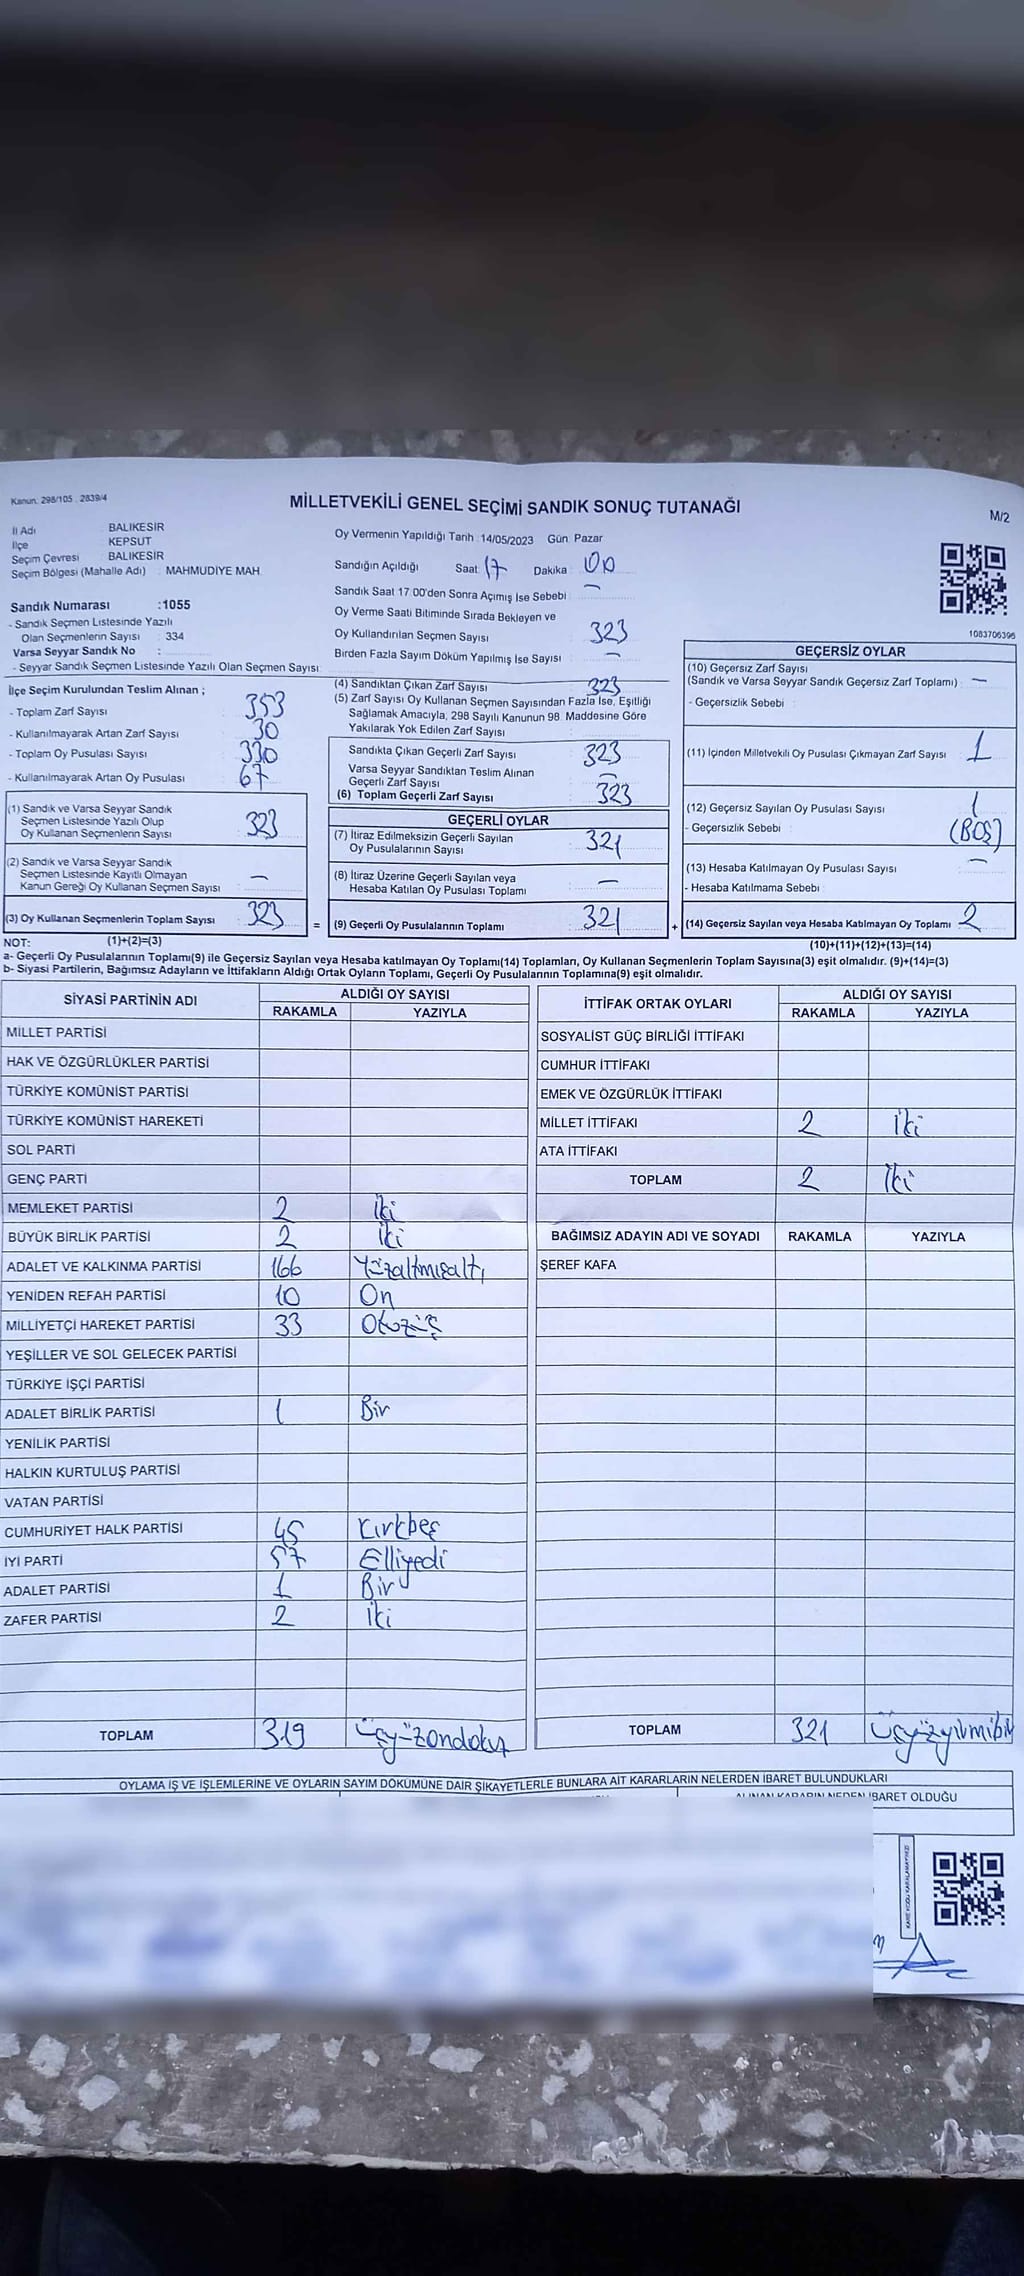 Kanun. 298/105 . 2839/4
MİLLETVEKİLİ GENEL SEÇİMİ SANDIK SONUÇ TUTANAĞI
M/2
İl Adı : BALIKESİR
İlçe : KEPSUT
Seçim Çevresi : BALIKESİR
Seçim Bölgesi (Mahalle Adı) : MAHMUDİYE MAH.
Sandık Numarası :1055
- Sandık Seçmen Listesinde Yazılı
Olan Seçmenlerin Sayısı : 334
Varsa Seyyar Sandık No :
- Seyyar Sandık Seçmen Listesinde Yazılı Olan Seçmen Sayısı:
Oy Vermenin Yapıldığı Tarih :14/05/2023 Gün: Pazar
Sandığın Açıldığı Saat: 17 Dakika : 00
Sandık Saat 17:00'den Sonra Açımış İse Sebebi : —
Oy Verme Saati Bitiminde Sırada Bekleyen ve
Oy Kullandırılan Seçmen Sayısı 323
Birden Fazla Sayım Döküm Yapılmış İse Sayısı —
1083706396
İlçe Seçim Kurulundan Teslim Alınan ;
- Toplam Zarf Sayısı 353
- Kullanılmayarak Artan Zarf Sayısı 30
- Toplam Oy Pusulası Sayısı 330
- Kullanılmayarak Artan Oy Pusulası 67
(4) Sandıktan Çıkan Zarf Sayısı 323
(5) Zarf Sayısı Oy Kullanan Seçmen Sayısından Fazla İse, Eşitliği
Sağlamak Amacıyla, 298 Sayılı Kanunun 98. Maddesine Göre
Yakılarak Yok Edilen Zarf Sayısı
Sandıkta Çıkan Geçerli Zarf Sayısı 323
Varsa Seyyar Sandıktan Teslim Alınan
Geçerli Zarf Sayısı —
(6) Toplam Geçerli Zarf Sayısı 323
GEÇERSİZ OYLAR
(10) Geçersiz Zarf Sayısı
(Sandık ve Varsa Seyyar Sandık Geçersiz Zarf Toplamı) : —
- Geçersizlik Sebebi :
(11) İçinden Milletvekili Oy Pusulası Çıkmayan Zarf Sayısı 1
(12) Geçersiz Sayılan Oy Pusulası Sayısı 1
- Geçersizlik Sebebi : (BOŞ)
(13) Hesaba Katılmayan Oy Pusulası Sayısı : —
- Hesaba Katılmama Sebebi
(14) Geçersiz Sayılan veya Hesaba Katılmayan Oy Toplamı 2
(1) Sandık ve Varsa Seyyar Sandık
Seçmen Listesinde Yazılı Olup
Oy Kullanan Seçmenlerin Sayısı 323
(2) Sandık ve Varsa Seyyar Sandık
Seçmen Listesinde Kayıtlı Olmayan
Kanun Gereği Oy Kullanan Seçmen Sayısı —
(3) Oy Kullanan Seçmenlerin Toplam Sayısı 323 =
GEÇERLİ OYLAR
(7) İtiraz Edilmeksizin Geçerli Sayılan
Oy Pusulalarının Sayısı 321
(8) İtiraz Üzerine Geçerli Sayılan veya
Hesaba Katılan Oy Pusulası Toplamı —
(9) Geçerli Oy Pusulalarının Toplamı 321 +
NOT: (1)+(2)=(3) (10)+(11)+(12)+(13)=(14)
a- Geçerli Oy Pusulalarının Toplamı(9) ile Geçersiz Sayılan veya Hesaba katılmayan Oy Toplamı(14) Toplamları, Oy Kullanan Seçmenlerin Toplam Sayısına(3) eşit olmalıdır. (9)+(14)=(3)
b- Siyasi Partilerin, Bağımsız Adayların ve İttifakların Aldığı Ortak Oyların Toplamı, Geçerli Oy Pusulalarının Toplamına(9) eşit olmalıdır.
SİYASİ PARTİNİN ADI ALDIĞI OY SAYISI
RAKAMLA YAZIYLA
MİLLET PARTİSİ
HAK VE ÖZGÜRLÜKLER PARTİSİ
TÜRKİYE KOMÜNİST PARTİSİ
TÜRKİYE KOMÜNİST HAREKETİ
SOL PARTİ
GENÇ PARTİ
MEMLEKET PARTİSİ 2 İki
BÜYÜK BİRLİK PARTİSİ 2 İki
ADALET VE KALKINMA PARTİSİ 166 Yüzaltmışaltı
YENİDEN REFAH PARTİSİ 10 On
MİLLİYETÇİ HAREKET PARTİSİ 33 Otuzüç
YEŞİLLER VE SOL GELECEK PARTİSİ
TÜRKİYE İŞÇİ PARTİSİ
ADALET BİRLİK PARTİSİ 1 Bir
YENİLİK PARTİSİ
HALKIN KURTULUŞ PARTİSİ
VATAN PARTİSİ
CUMHURİYET HALK PARTİSİ 45 Kırkbeş
İYİ PARTİ 57 Elliyedi
ADALET PARTİSİ 1 Bir
ZAFER PARTİSİ 2 İki
TOPLAM 319 üçyüzondokuz
İTTİFAK ORTAK OYLARI ALDIĞI OY SAYISI
RAKAMLA YAZIYLA
SOSYALİST GÜÇ BİRLİĞİ İTTİFAKI
CUMHUR İTTİFAKI
EMEK VE ÖZGÜRLÜK İTTİFAKI
MİLLET İTTİFAKI 2 İki
ATA İTTİFAKI
TOPLAM 2 İki
BAĞIMSIZ ADAYIN ADI VE SOYADI RAKAMLA YAZIYLA
ŞEREF KAFA
TOPLAM 321 üçyüzyirmibir
OYLAMA İŞ VE İŞLEMLERİNE VE OYLARIN SAYIM DÖKÜMÜNE DAİR ŞİKAYETLERLE BUNLARA AİT KARARLARIN NELERDEN İBARET BULUNDUKLARI
ALINAN KARARIN NEDEN İBARET OLDUĞU